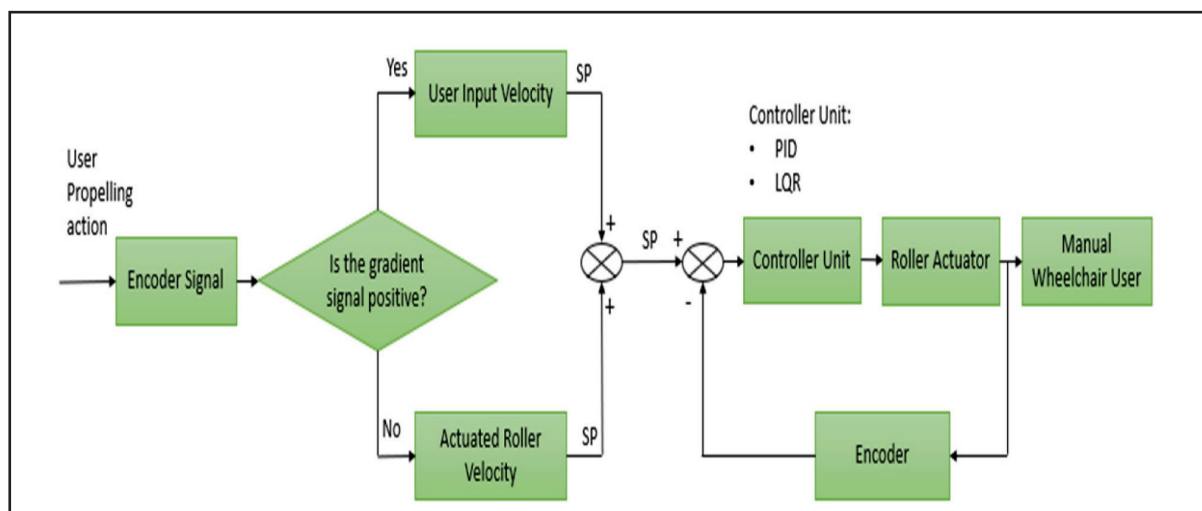 User
Propelling
action
Encoder Signal
Is the gradient
signal positive?
Yes
User Input Velocity
SP
No
Actuated Roller
Velocity
SP
+
+
SP
+
-
Controller Unit:
• PID
• LQR
Controller Unit
Roller Actuator
Manual
Wheelchair User
Encoder